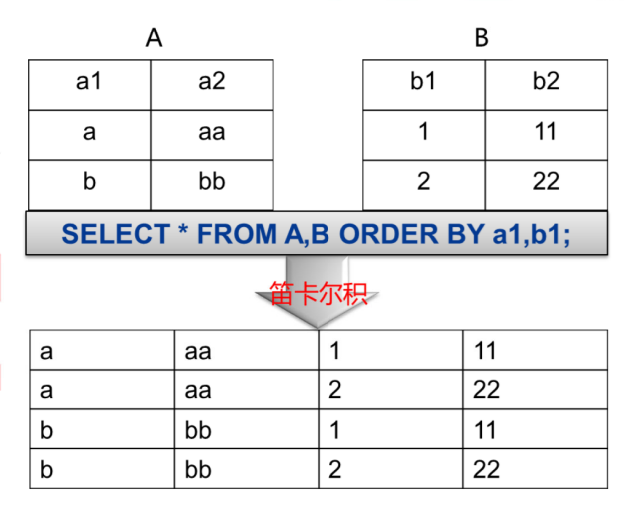 A B
a1 a2 b1 b2
a aa 1 11
b bb 2 22
SELECT * FROM A,B ORDER BY a1,b1;
笛卡尔积
a aa 1 11
a aa 2 22
b bb 1 11
b bb 2 22